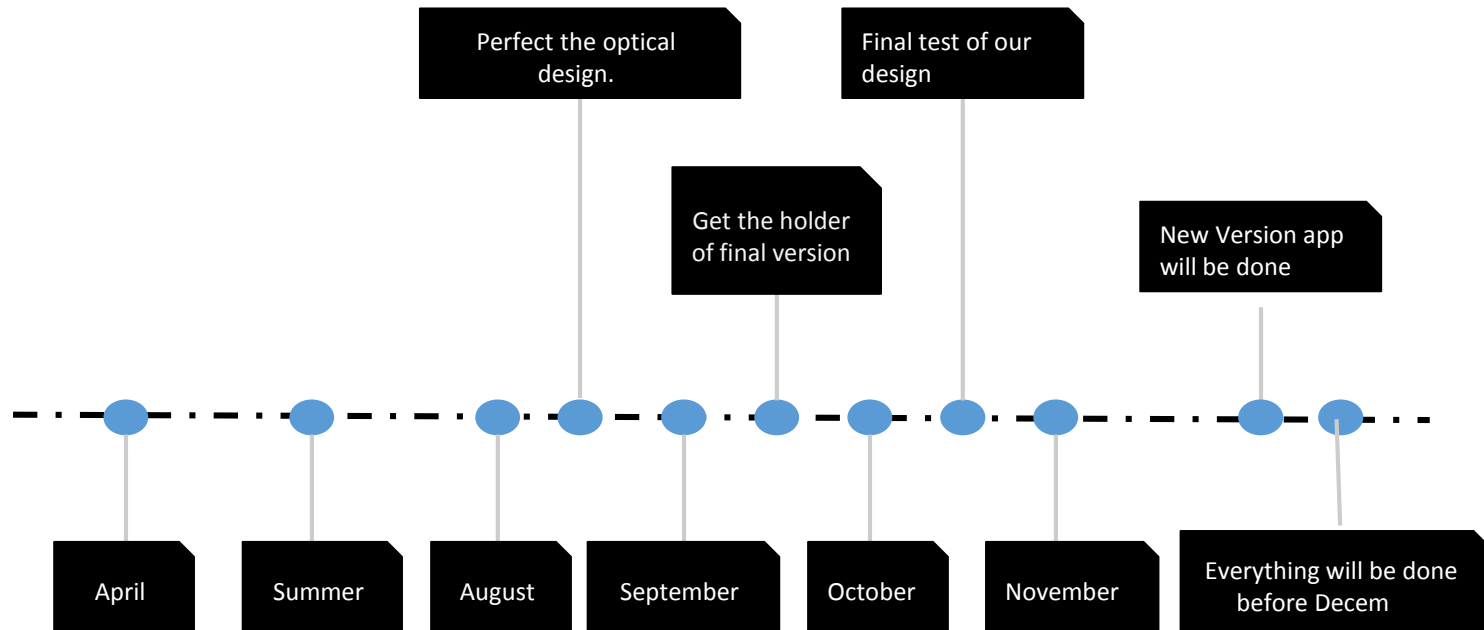 Perfect the optical
design.
Final test of our
design
Get the holder
of final version
New Version app
will be done
April
Summer
August
September
October
November
Everything will be done
before Decem